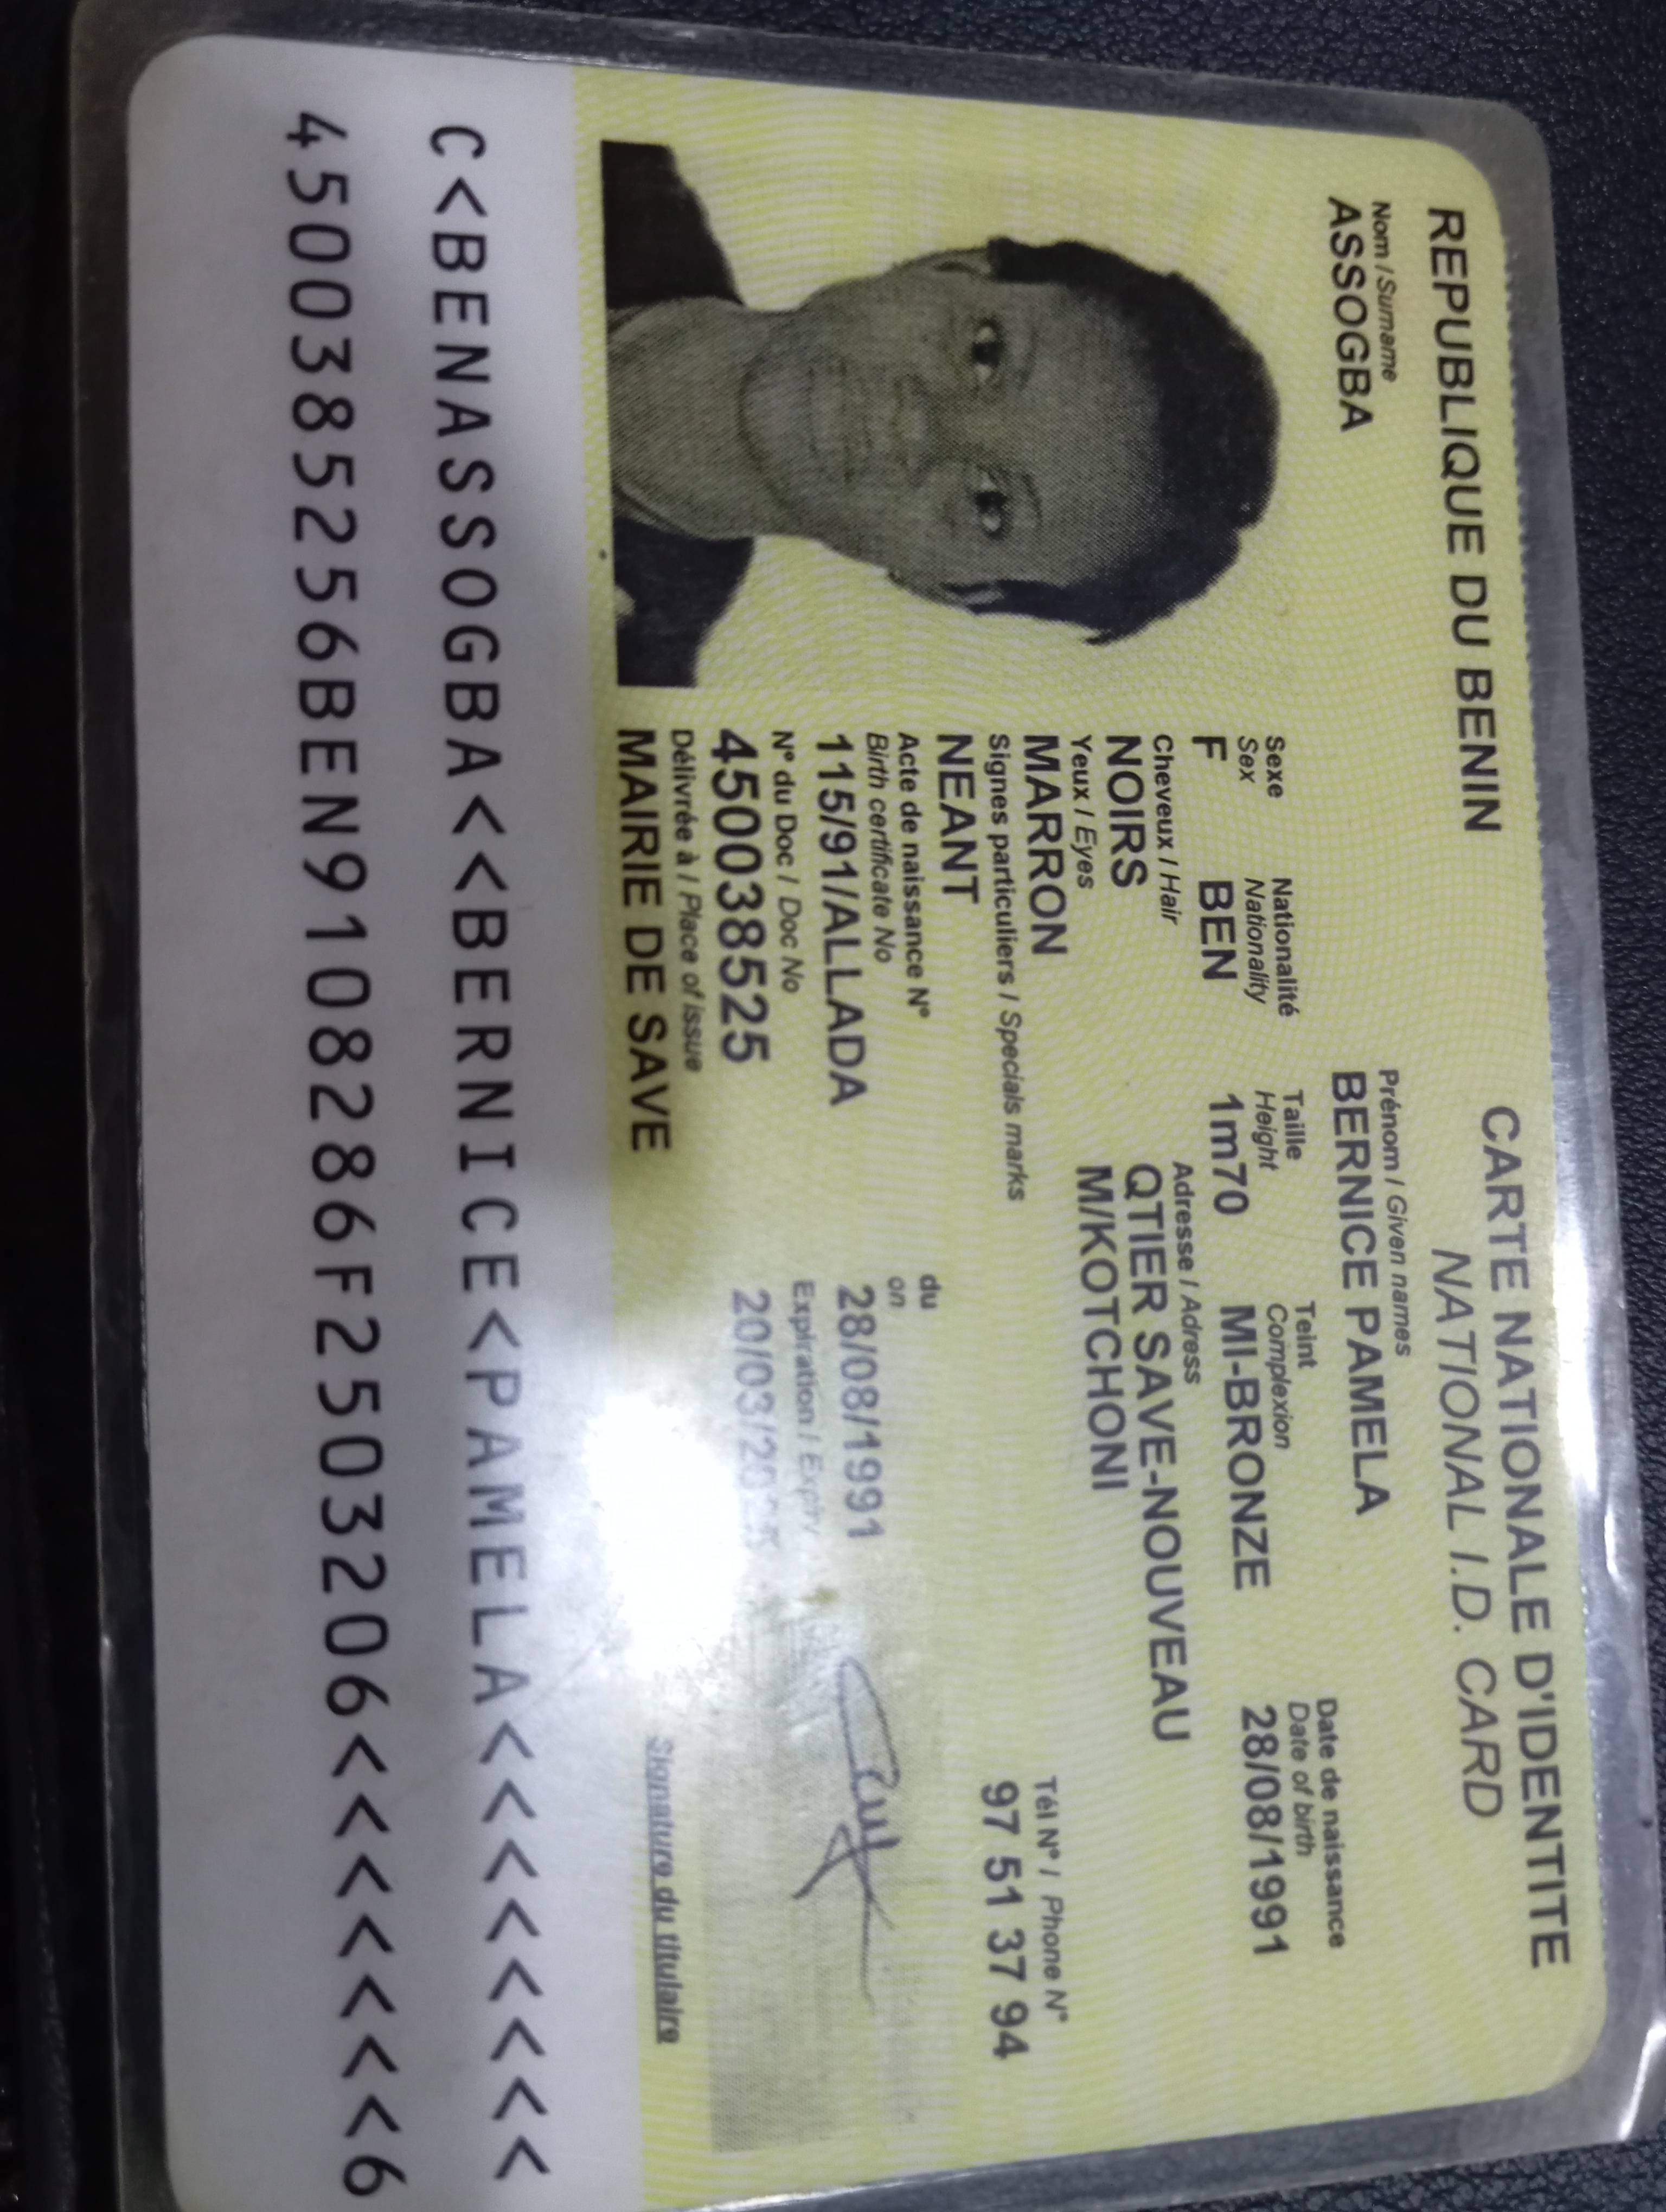 REPUBLIQUE DU BENIN
CARTE NATIONALE D'IDENTITE
NATIONAL I.D. CARD
Nom / Surname
ASSOGBA
Prénom / Given names
BERNICE PAMELA
Sexe
Sex
F
Nationalité
Nationality
BEN
Taille
Height
1m70
Teint
Complexion
MI-BRONZE
Date de naissance
Date of birth
28/08/1991
Cheveux / Hair
NOIRS
Adresse / Adress
QTIER SAVE-NOUVEAU
M/KOTCHONI
Yeux / Eyes
MARRON
Tél N° / Phone N°
97 51 37 94
Signes particuliers / Specials marks
NEANT
Acte de naissance N°
Birth certificate No
115/91/ALLADA
du
on
28/08/1991
N° du Doc / Doc No
450038525
Expiration / Expiry
20/03/
Délivrée à / Place of issue
MAIRIE DE SAVE
Signature du titulaire
C<BENASSOGBA<<BERNICE<PAMELA<<<<<<<<
4500385256BEN9108286F2503206<<<<<<<6